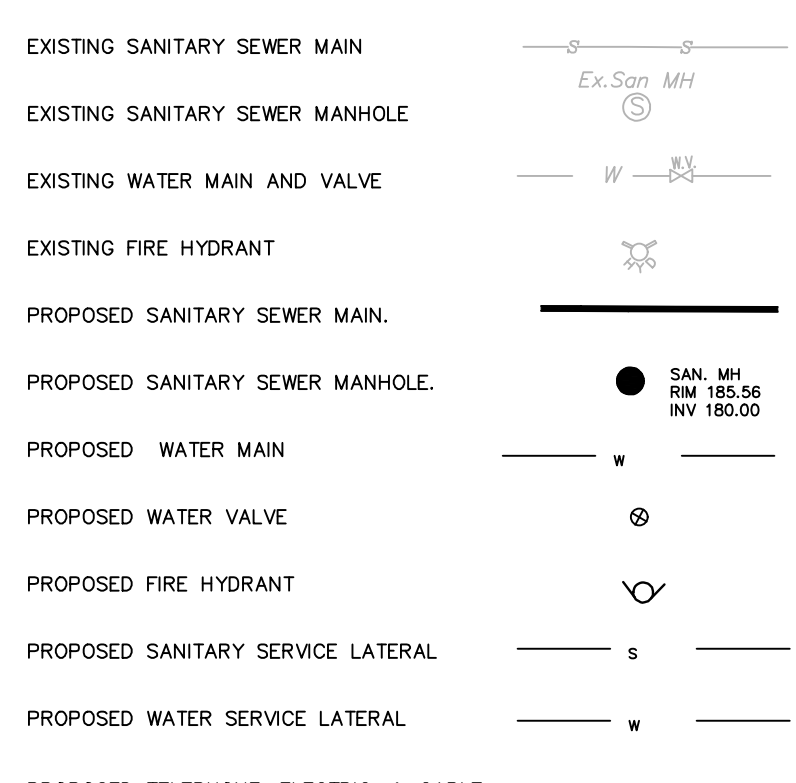 EXISTING SANITARY SEWER MAIN
S S
EXISTING SANITARY SEWER MANHOLE
Ex.San MH
S
EXISTING WATER MAIN AND VALVE
W W.V.
EXISTING FIRE HYDRANT
HYD
PROPOSED SANITARY SEWER MAIN.
PROPOSED SANITARY SEWER MANHOLE.
SAN. MH
RIM 185.56
INV 180.00
PROPOSED WATER MAIN
W
PROPOSED WATER VALVE
PROPOSED FIRE HYDRANT
PROPOSED SANITARY SERVICE LATERAL
S
PROPOSED WATER SERVICE LATERAL
W